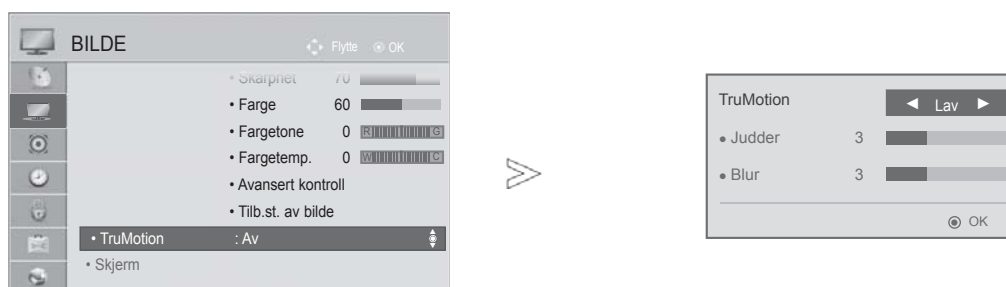 BILDE Flytte OK
• Skarphet 70
• Farge 60
• Fargetone 0 R G
• Fargetemp. 0 W C
• Avansert kontroll
• Tilb.st. av bilde
• TruMotion : Av
• Skjerm
TruMotion ◄ Lav ►
• Judder 3
• Blur 3
OK